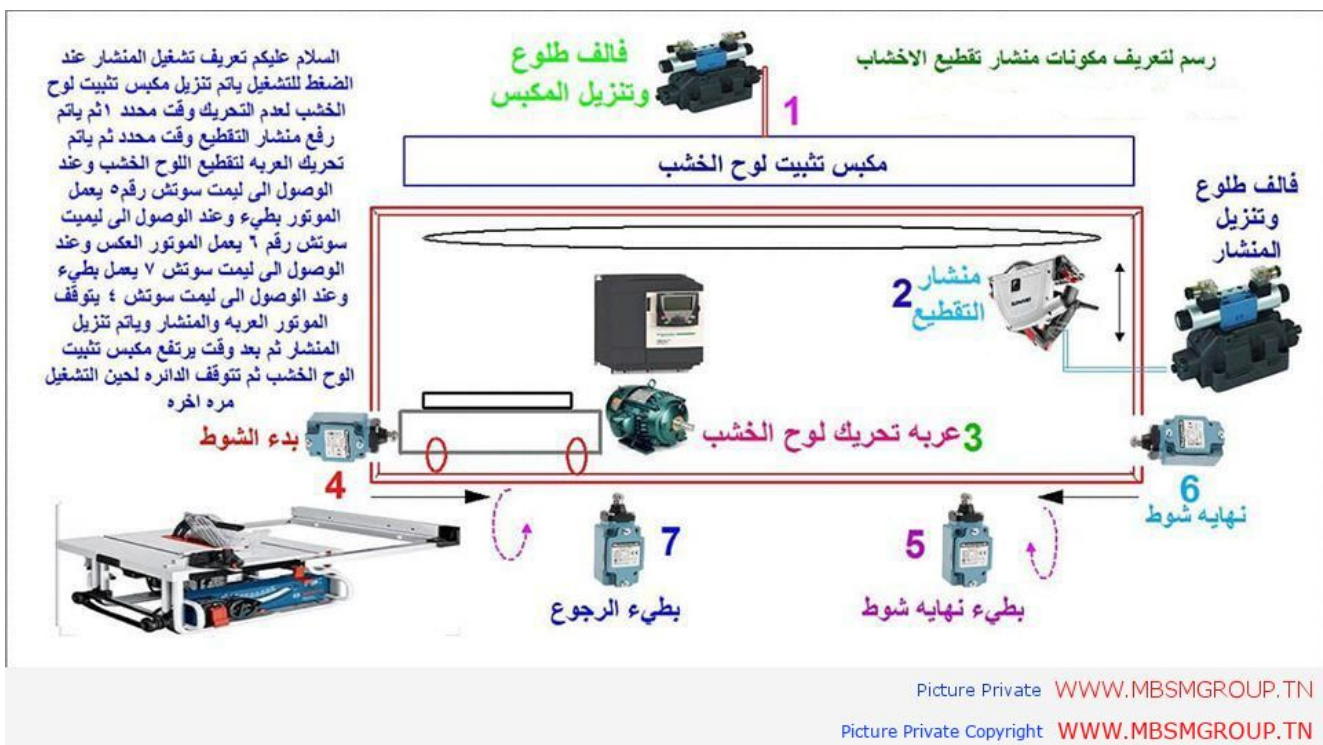 رسم لتعريف مكونات منشار تقطيع الاخشاب
السلام عليكم تعريف تشغيل المنشار عند
الضغط للتشغيل ياتم تنزيل مكبس تثبيت لوح
الخشب لعدم التحريك وقت محدد ١ثم ياتم
رفع منشار التقطيع وقت محدد ثم ياتم
تحريك العربه لتقطيع اللوح الخشب وعند
الوصول الى ليمت سوتش رقم٥ يعمل
الموتور بطيء وعند الوصول الى ليميت
سوتش رقم ٦ يعمل الموتور العكس وعند
الوصول الى ليمت سوتش ٧ يعمل بطيء
وعند الوصول الى ليمت سوتش ٤ يتوقف
الموتور العربه والمنشار وياتم تنزيل
المنشار ثم بعد وقت يرتفع مكبس تثبيت
الوح الخشب ثم تتوقف الدائره لحين التشغيل
مره اخره
فالف طلوع
وتنزيل المكبس
1
مكبس تثبيت لوح الخشب
فالف طلوع
وتنزيل
المنشار
منشار
التقطيع
2
عربه تحريك لوح الخشب
3
بدء الشوط
4
6
نهايه شوط
5
بطيء نهايه شوط
7
بطيء الرجوع
Picture Private WWW.MBSMGROUP.TN
Picture Private Copyright WWW.MBSMGROUP.TN